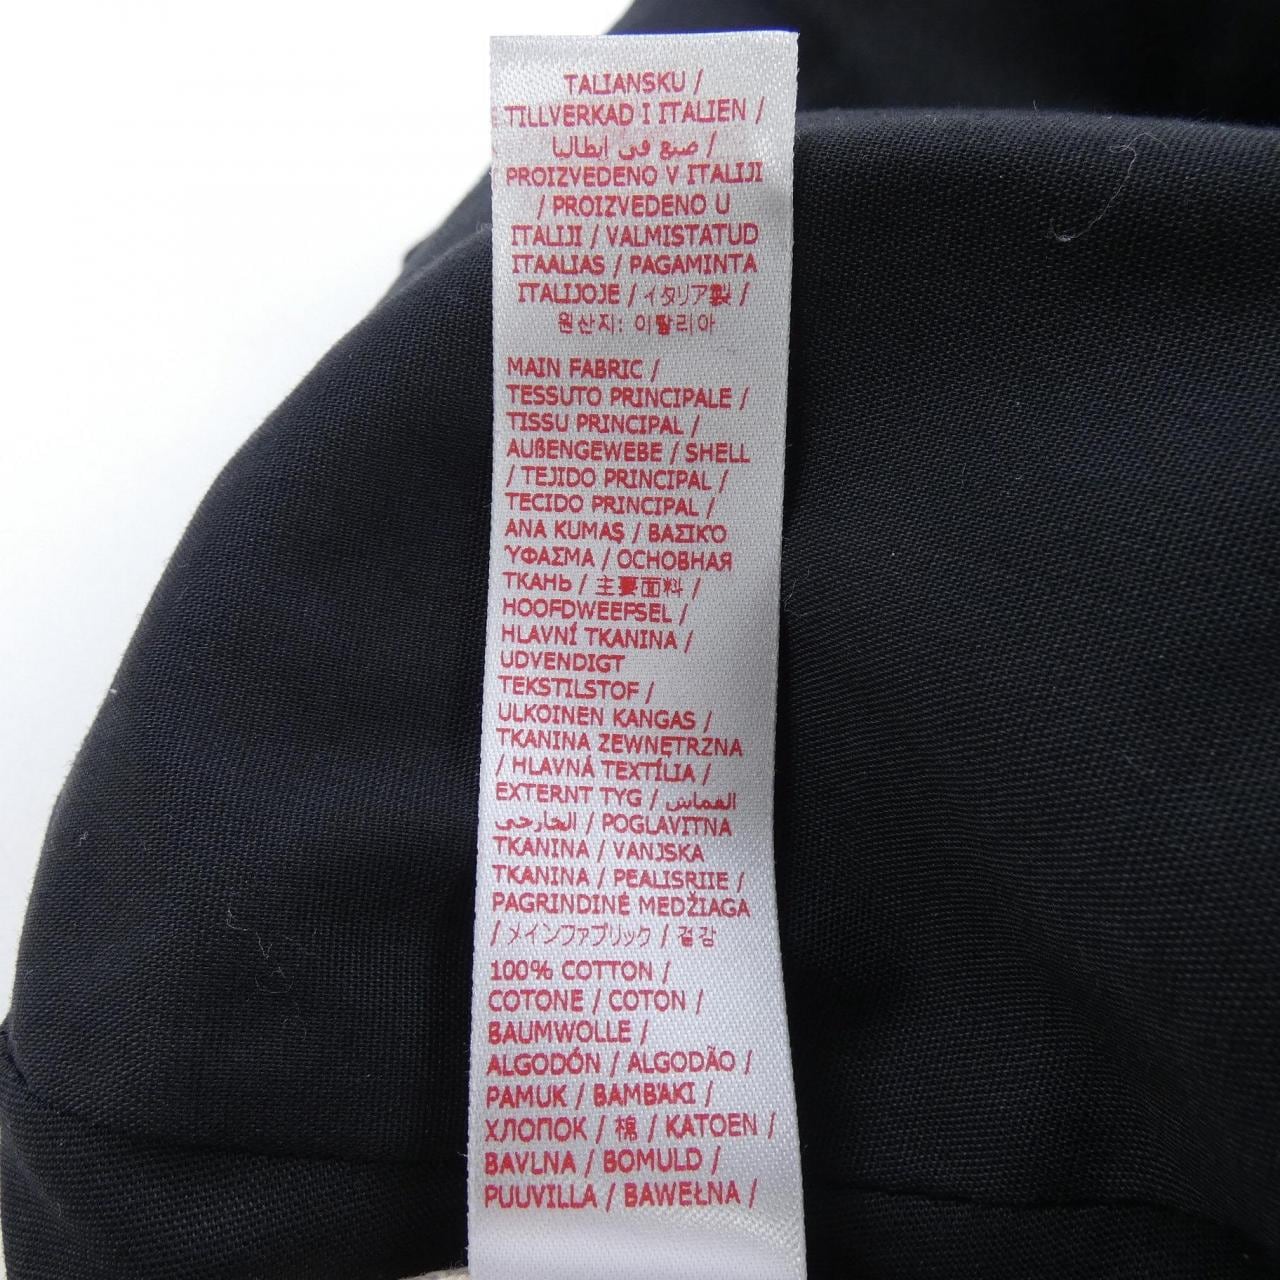 TALIANSKU /
TILLVERKAD I ITALIEN /
صنع في ايطاليا /
PROIZVEDENO V ITALIJI
/ PROIZVEDENO U
ITALIJI / VALMISTATUD
ITAALIAS / PAGAMINTA
ITALIJOJE / イタリア製 /
원산지: 이탈리아
MAIN FABRIC /
TESSUTO PRINCIPALE /
TISSU PRINCIPAL /
AUßENGEWEBE / SHELL
/ TEJIDO PRINCIPAL /
TECIDO PRINCIPAL /
ANA KUMAŞ / ΒΑΣΙΚΌ
ΎΦΑΣΜΑ / ОСНОВНАЯ
ТКАНЬ / 主要面料 /
HOOFDWEEFSEL /
HLAVNÍ TKANINA /
UDVENDIGT
TEKSTILSTOF /
ULKOINEN KANGAS /
TKANINA ZEWNĘTRZNA
/ HLAVNÁ TEXTÍLIA /
EXTERNT TYG / القماش
الخارجي / POGLAVITNA
TKANINA / VANJSKA
TKANINA / PEALISRIIE /
PAGRINDINĖ MEDŽIAGA
/ メインファブリック / 겉감
100% COTTON /
COTONE / COTON /
BAUMWOLLE /
ALGODÓN / ALGODÃO /
PAMUK / ΒΑΜΒΆΚΙ /
ХЛОПОК / 棉 / KATOEN /
BAVLNA / BOMULD /
PUUVILLA / BAWEŁNA /